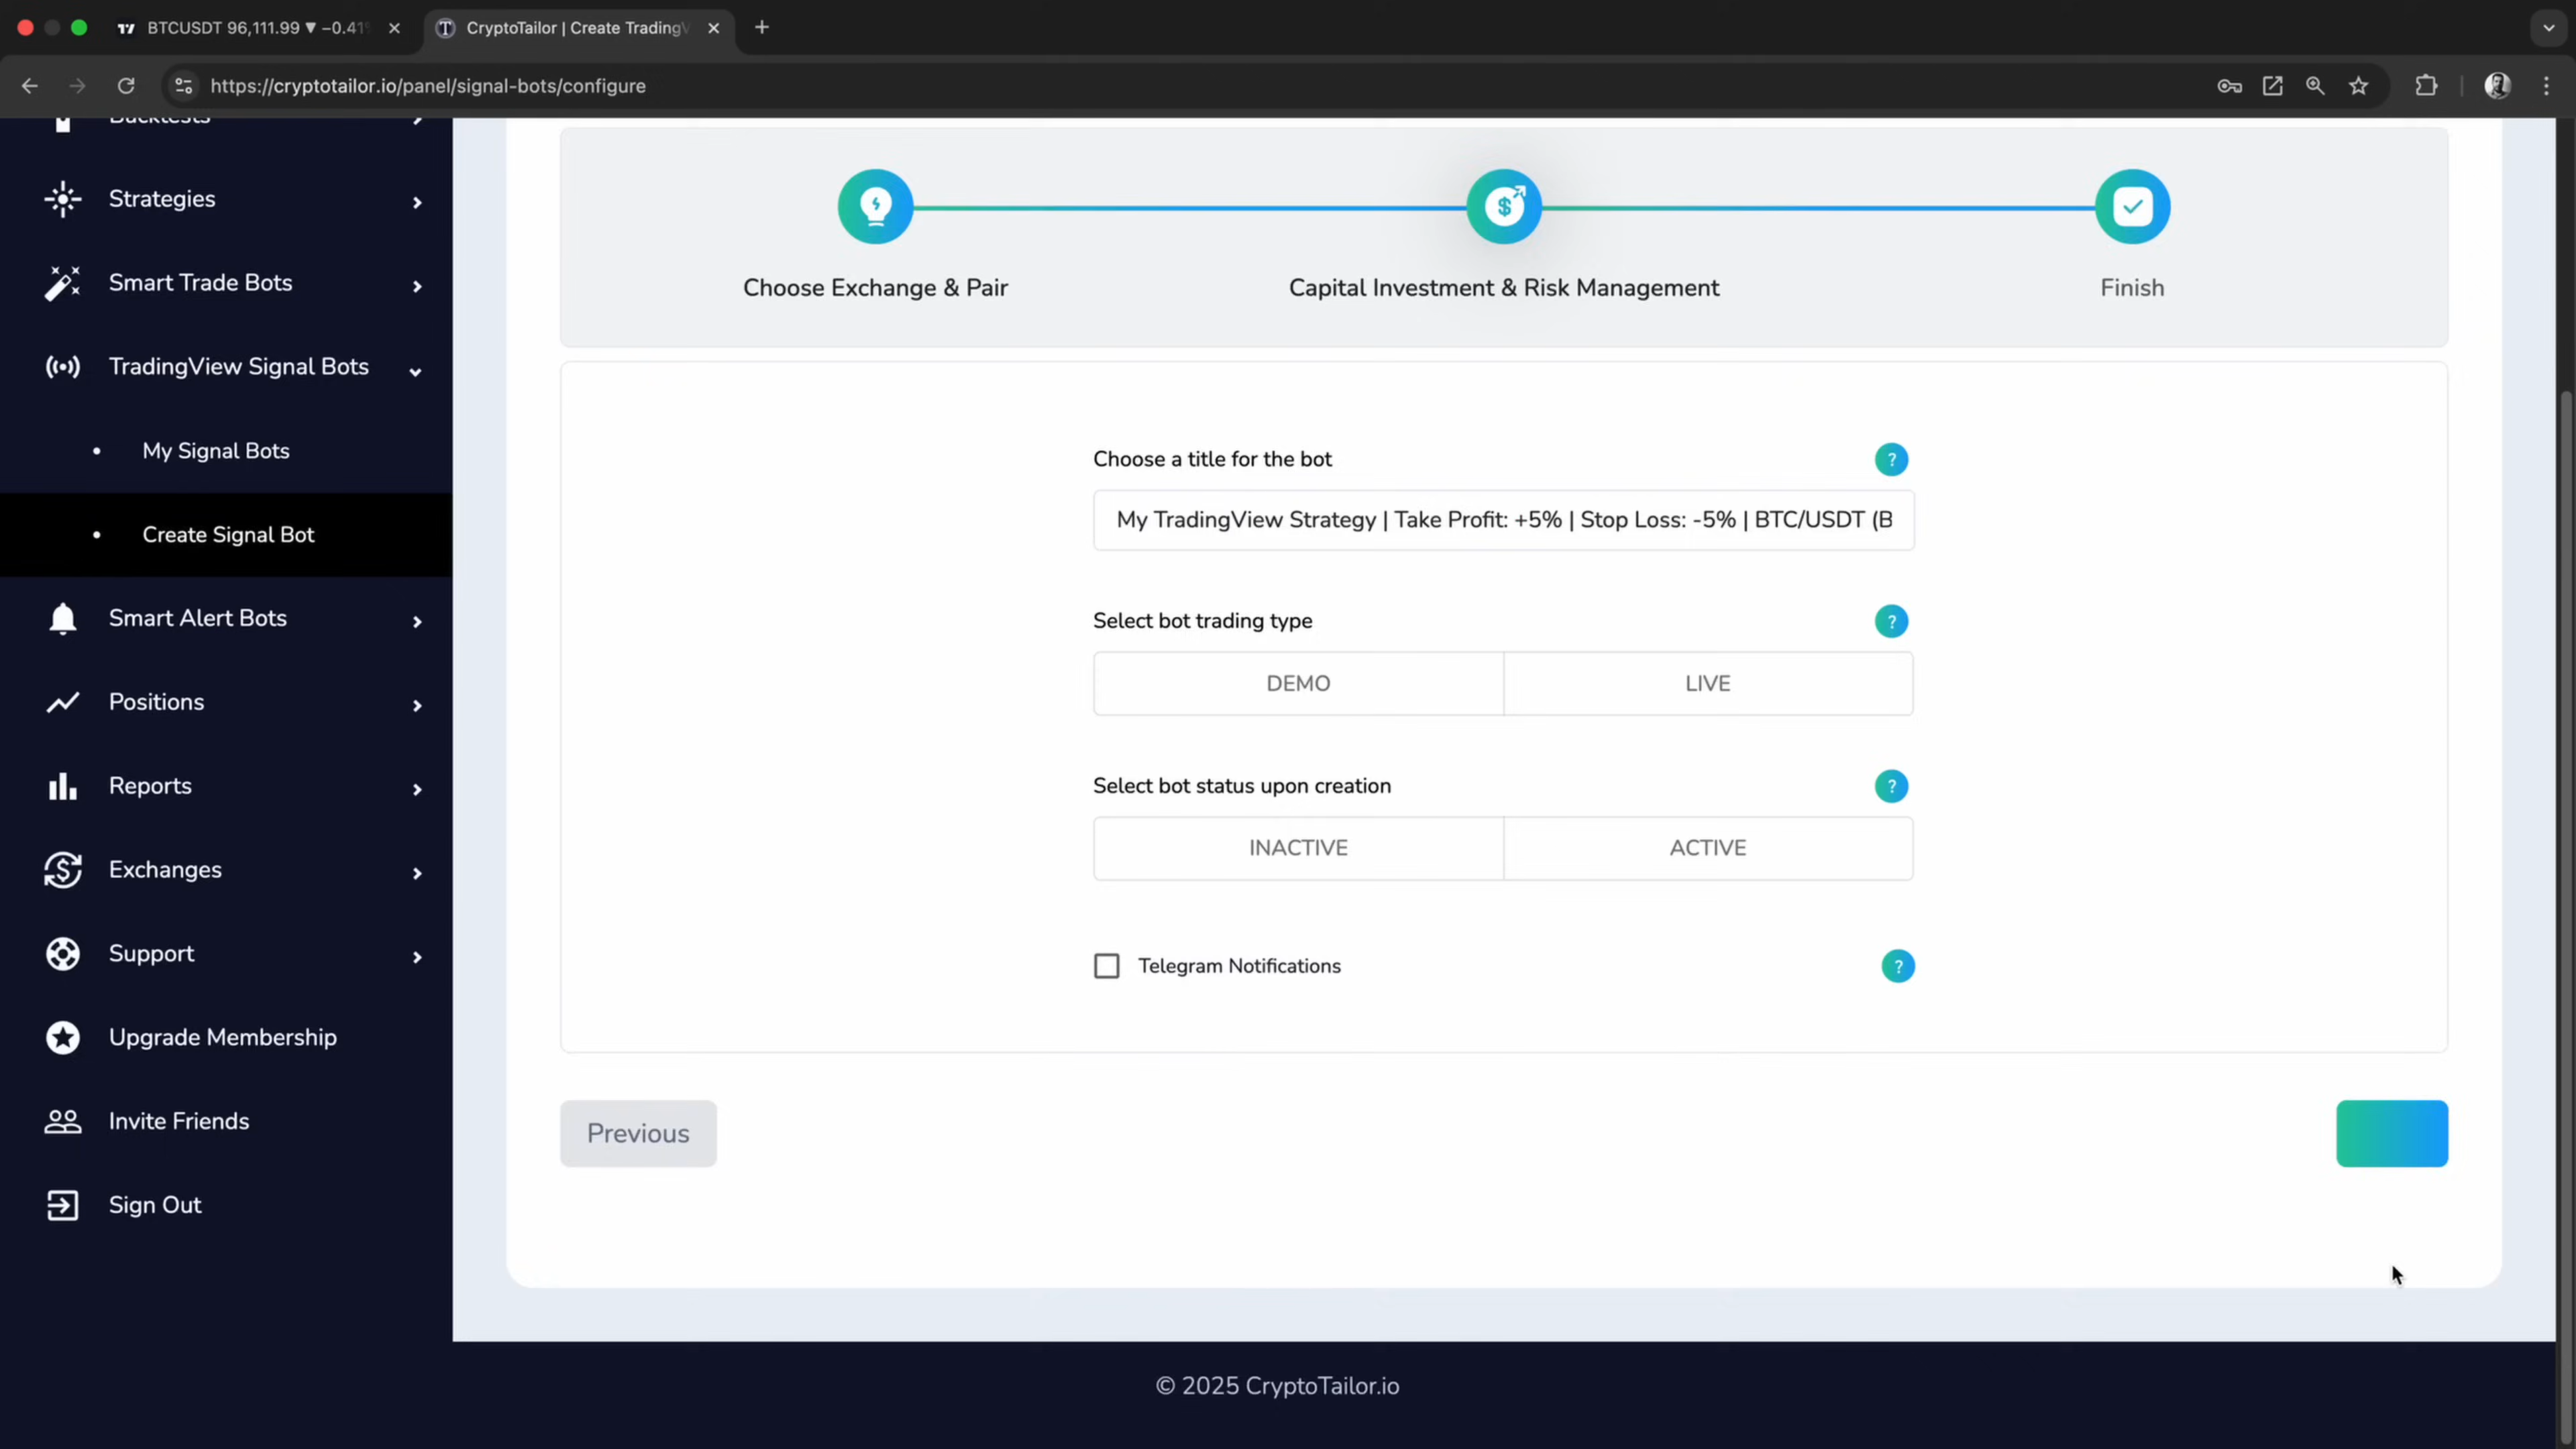 BTCUSDT 96,111.99 ▼ −0.41%
CryptoTailor | Create TradingV
https://cryptotailor.io/panel/signal-bots/configure
Backtests
Strategies
Smart Trade Bots
TradingView Signal Bots
My Signal Bots
Create Signal Bot
Smart Alert Bots
Positions
Reports
Exchanges
Support
Upgrade Membership
Invite Friends
Sign Out
Choose Exchange & Pair
Capital Investment & Risk Management
Finish
Choose a title for the bot
?
My TradingView Strategy | Take Profit: +5% | Stop Loss: -5% | BTC/USDT (B
Select bot trading type
?
DEMO
LIVE
Select bot status upon creation
?
INACTIVE
ACTIVE
Telegram Notifications
?
Previous
© 2025 CryptoTailor.io